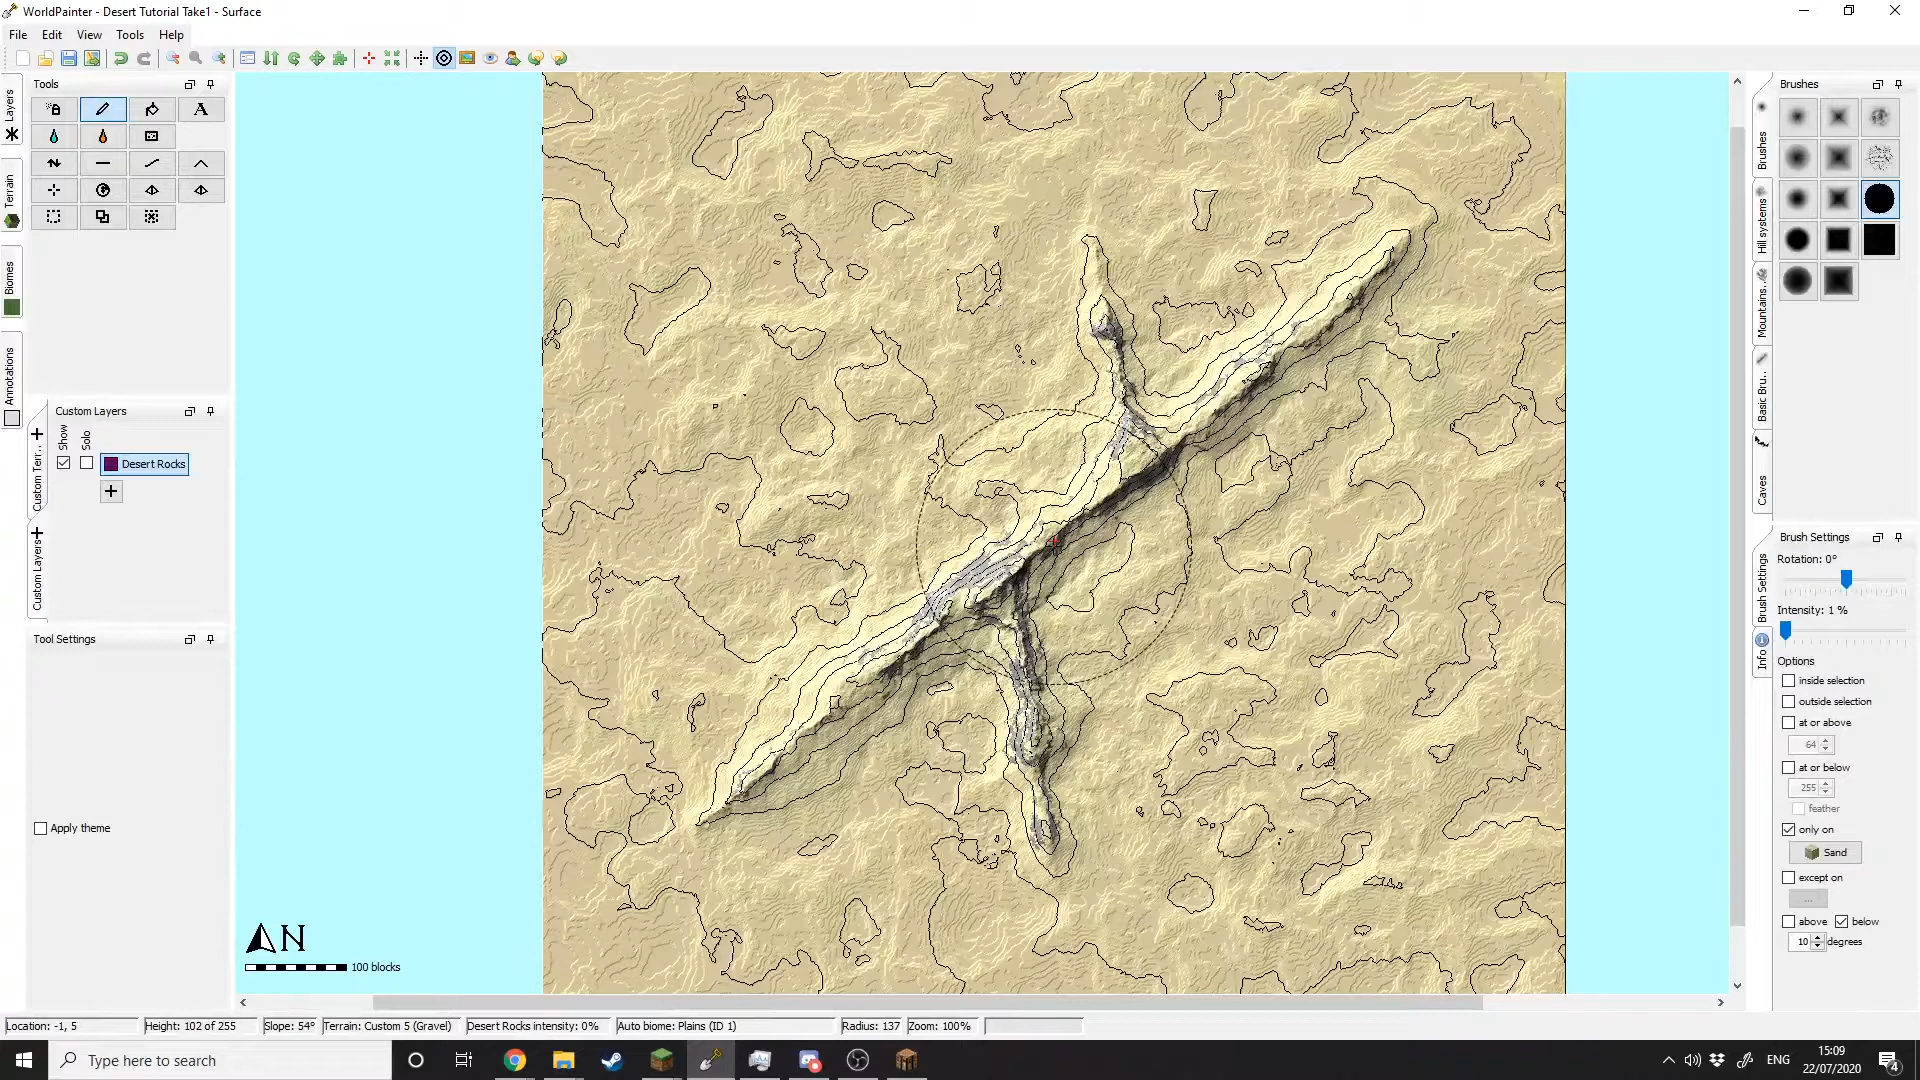 WorldPainter - Desert Tutorial Take1 - Surface
File Edit View Tools Help
Layers
Terrain
Biomes
Annotations
Tools
A
Custom Terr...
Custom Layers
Custom Layers
Show
Solo
Desert Rocks
Tool Settings
Apply theme
N
100 blocks
Brushes
Brushes
Hill systems
Mountains...
Basic Bru...
Caves
Brush Settings
Info
Brush Settings
Rotation: 0°
Intensity: 1 %
Options
inside selection
outside selection
at or above
64
at or below
255
feather
only on
Sand
except on
...
above below
10 degrees
Location: -1, 5 Height: 102 of 255 Slope: 54° Terrain: Custom 5 (Gravel) Desert Rocks intensity: 0% Auto biome: Plains (ID 1) Radius: 137 Zoom: 100%
Type here to search
ENG
15:09
22/07/2020
4